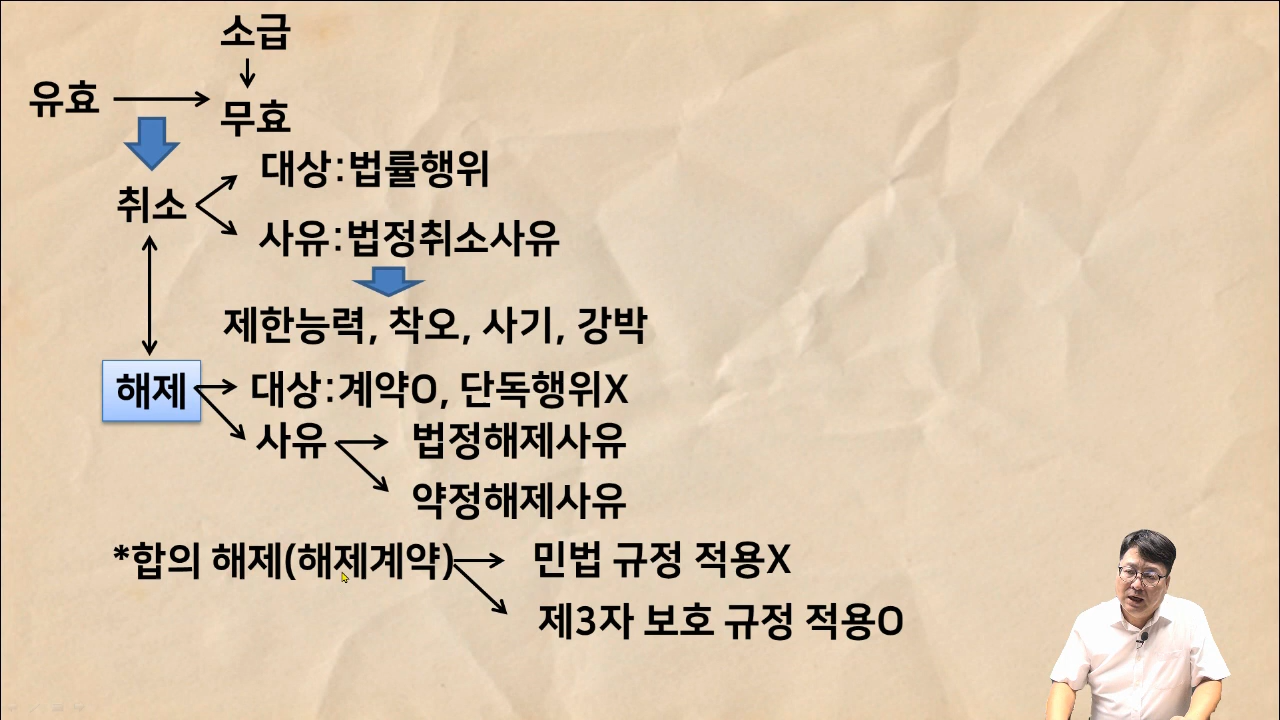 소급
유효
무효
대상:법률행위
취소
사유:법정취소사유
제한능력, 착오, 사기, 강박
해제
대상:계약O, 단독행위X
사유
법정해제사유
약정해제사유
*합의 해제(해제계약)
민법 규정 적용X
제3자 보호 규정 적용O